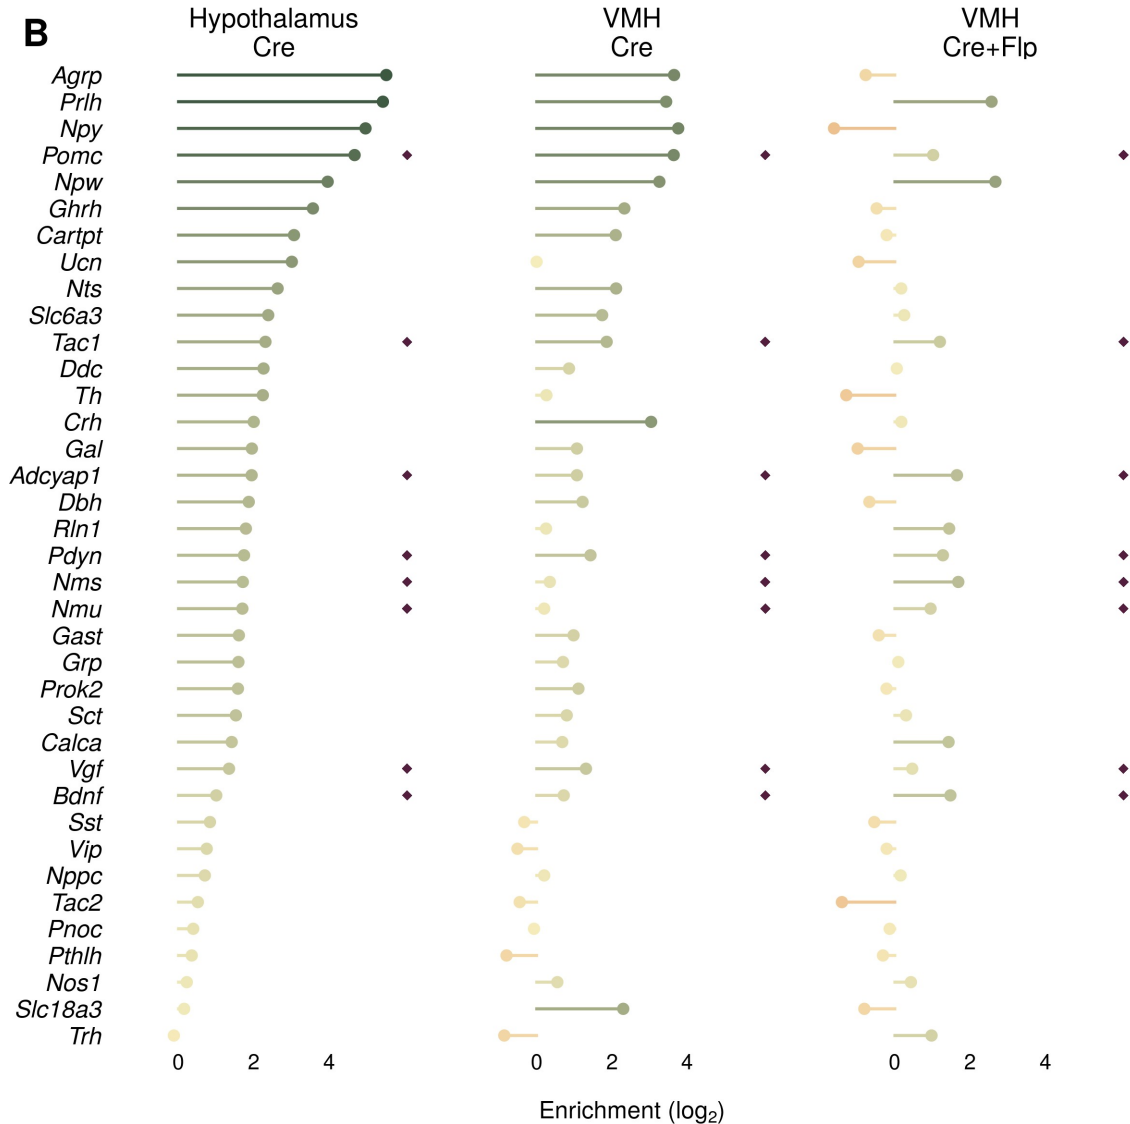 B
Hypothalamus
Cre
VMH
Cre
VMH
Cre+Flp
Agrp
Prlh
Npy
Pomc
Npw
Ghrh
Cartpt
Ucn
Nts
Slc6a3
Tac1
Ddc
Th
Crh
Gal
Adcyap1
Dbh
Rln1
Pdyn
Nms
Nmu
Gast
Grp
Prok2
Sct
Calca
Vgf
Bdnf
Sst
Vip
Nppc
Tac2
Pnoc
Pthlh
Nos1
Slc18a3
Trh
0 2 4
0 2 4
0 2 4
Enrichment (log₂)